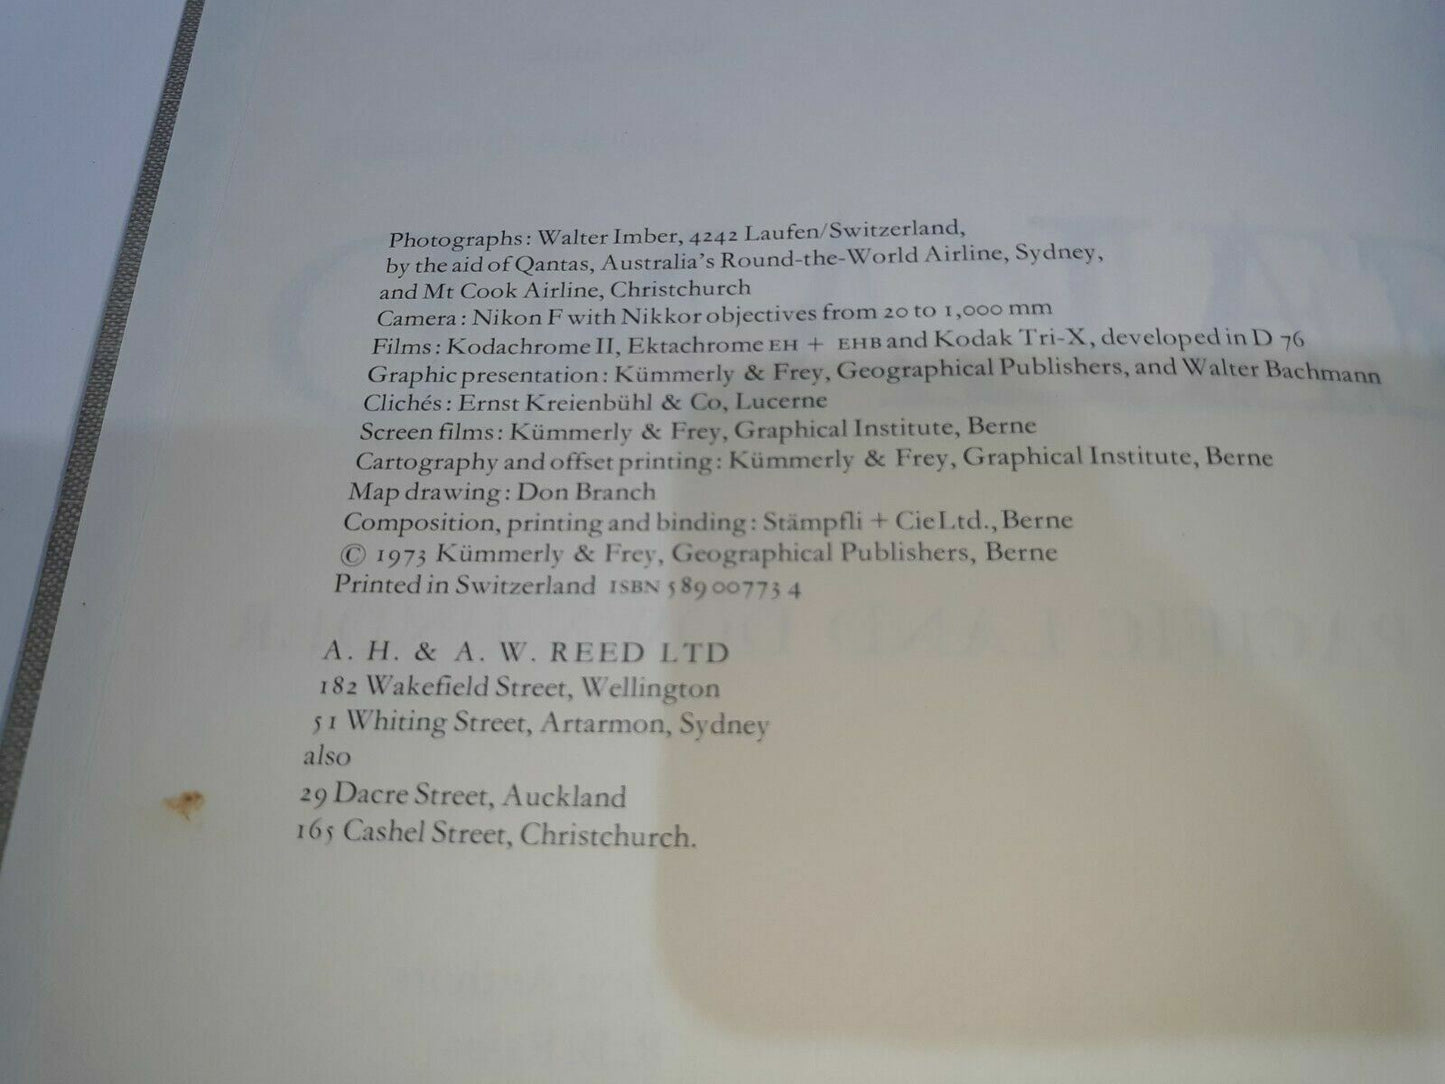 Photographs: Walter Imber, 4242 Laufen/Switzerland,
by the aid of Qantas, Australia's Round-the-World Airline, Sydney,
and Mt Cook Airline, Christchurch
Camera: Nikon F with Nikkor objectives from 20 to 1,000 mm
Films: Kodachrome II, Ektachrome EH + EHB and Kodak Tri-X, developed in D 76
Graphic presentation: Kümmerly & Frey, Geographical Publishers, and Walter Bachmann
Clichés: Ernst Kreienbühl & Co, Lucerne
Screen films: Kümmerly & Frey, Graphical Institute, Berne
Cartography and offset printing: Kümmerly & Frey, Graphical Institute, Berne
Map drawing: Don Branch
Composition, printing and binding: Stämpfli + Cie Ltd., Berne
© 1973 Kümmerly & Frey, Geographical Publishers, Berne
Printed in Switzerland ISBN 589 00773 4
A. H. & A. W. REED LTD
182 Wakefield Street, Wellington
51 Whiting Street, Artarmon, Sydney
also
29 Dacre Street, Auckland
165 Cashel Street, Christchurch.